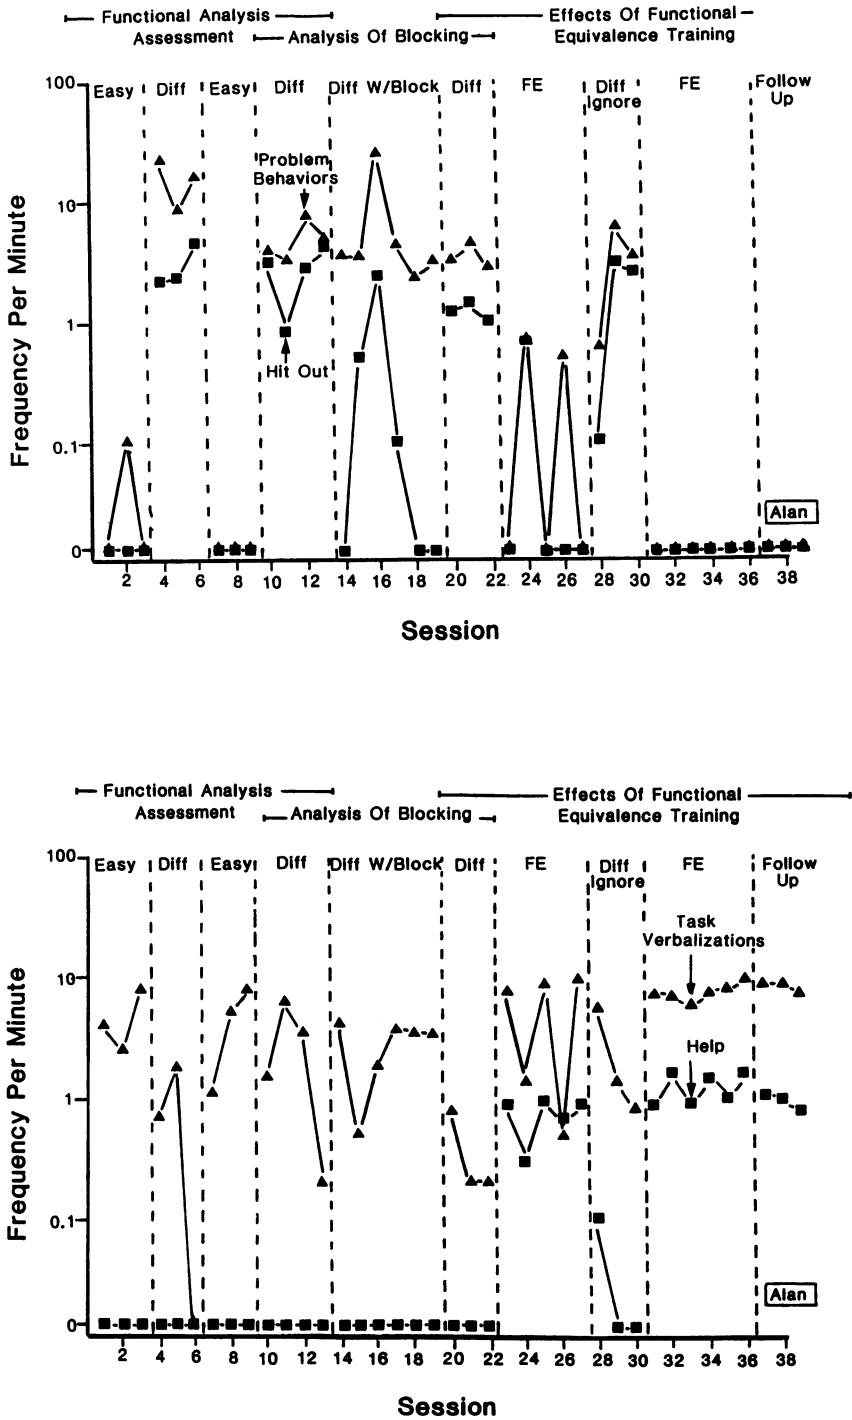 Functional Analysis
Assessment
Analysis Of Blocking
Effects Of Functional
Equivalence Training
Easy Diff Easy Diff Diff W/Block Diff FE Diff Ignore FE Follow Up
100
10
1
0.1
0
Frequency Per Minute
Problem
Behaviors
Hit Out
Alan
2 4 6 8 10 12 14 16 18 20 22 24 26 28 30 32 34 36 38
Session
Functional Analysis
Assessment
Analysis Of Blocking
Effects Of Functional
Equivalence Training
Easy Diff Easy Diff Diff W/Block Diff FE Diff Ignore FE Follow Up
100
10
1
0.1
0
Frequency Per Minute
Task
Verbalizations
Help
Alan
2 4 6 8 10 12 14 16 18 20 22 24 26 28 30 32 34 36 38
Session